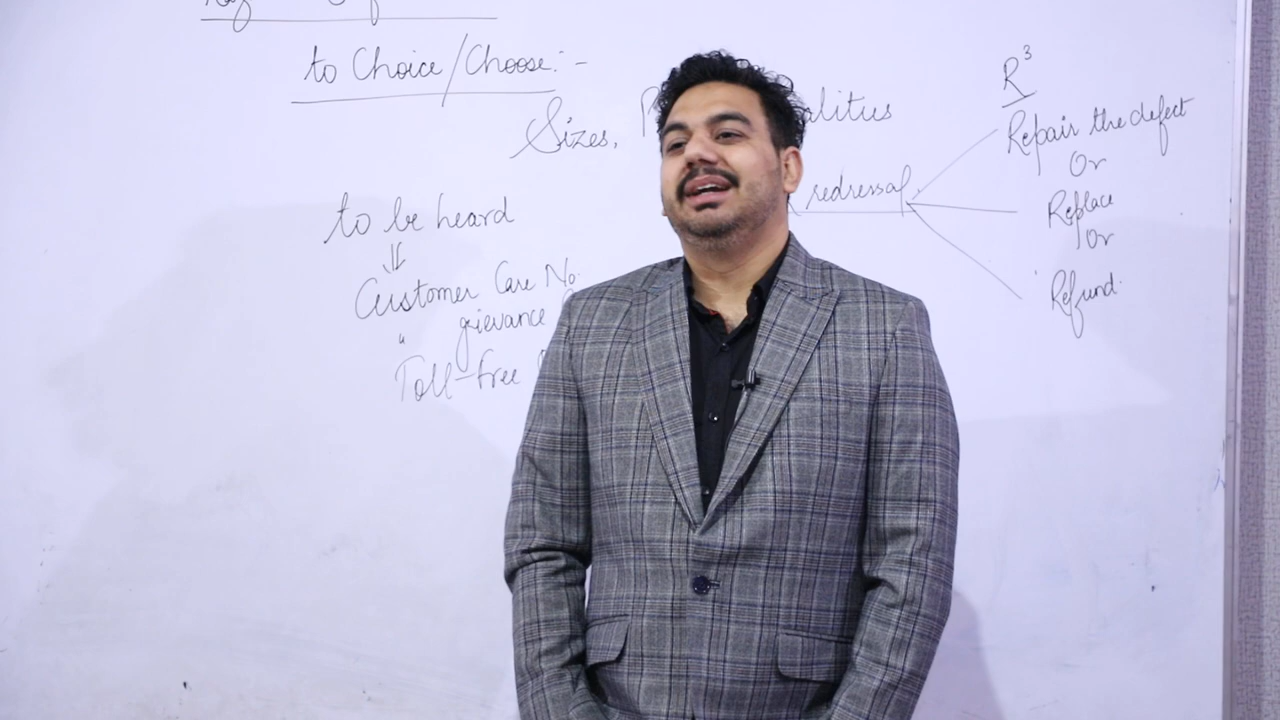 to Choice/Choose:-
Sizes,
to be heard
⇓
Customer Care No.
" grievance
Toll-free
redressal
R³
Repair the defect
Or
Replace
Or
Refund.